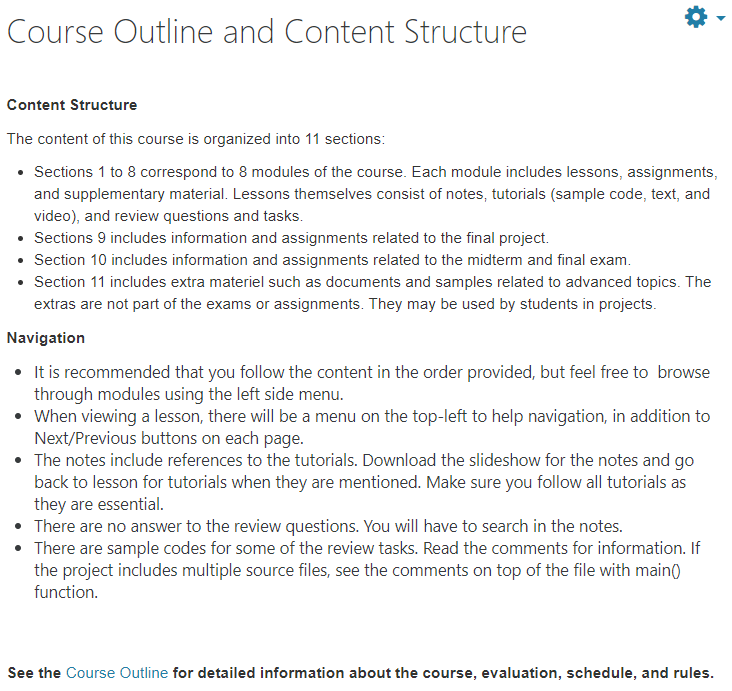 Course Outline and Content Structure
Content Structure
The content of this course is organized into 11 sections:
• Sections 1 to 8 correspond to 8 modules of the course. Each module includes lessons, assignments,
and supplementary material. Lessons themselves consist of notes, tutorials (sample code, text, and
video), and review questions and tasks.
• Sections 9 includes information and assignments related to the final project.
• Section 10 includes information and assignments related to the midterm and final exam.
• Section 11 includes extra materiel such as documents and samples related to advanced topics. The
extras are not part of the exams or assignments. They may be used by students in projects.
Navigation
• It is recommended that you follow the content in the order provided, but feel free to  browse
through modules using the left side menu.
• When viewing a lesson, there will be a menu on the top-left to help navigation, in addition to
Next/Previous buttons on each page.
• The notes include references to the tutorials. Download the slideshow for the notes and go
back to lesson for tutorials when they are mentioned. Make sure you follow all tutorials as
they are essential.
• There are no answer to the review questions. You will have to search in the notes.
• There are sample codes for some of the review tasks. Read the comments for information. If
the project includes multiple source files, see the comments on top of the file with main()
function.
See the Course Outline for detailed information about the course, evaluation, schedule, and rules.